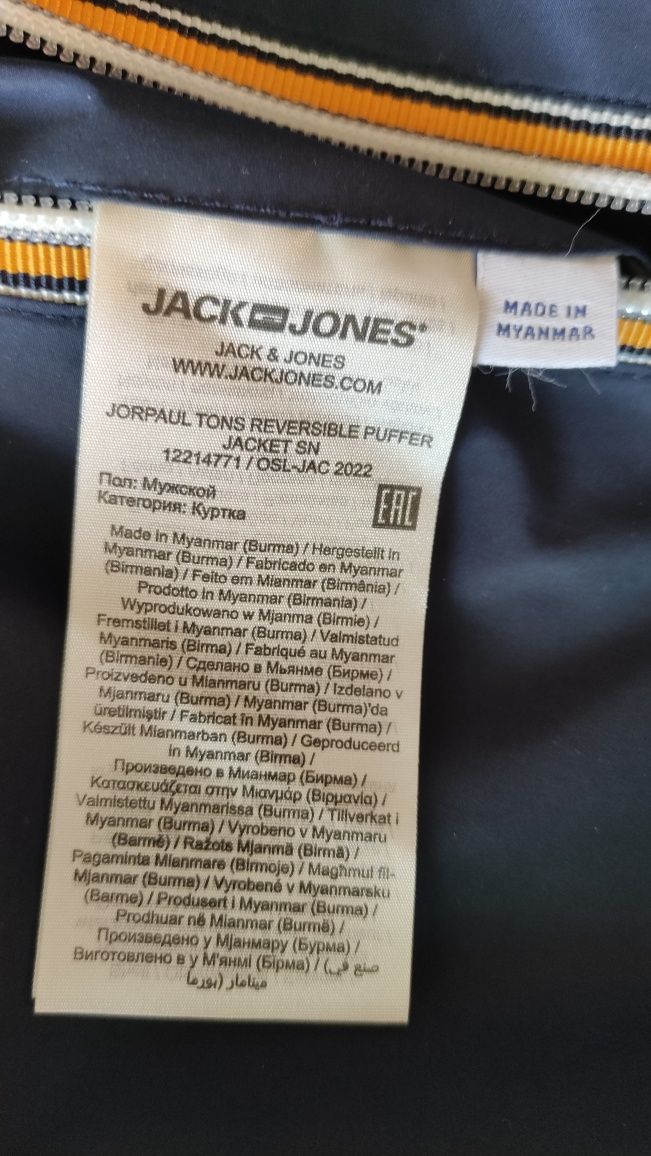 JACK JONES®
JACK & JONES
WWW.JACKJONES.COM
JORPAUL TONS REVERSIBLE PUFFER
JACKET SN
12214771 / OSL-JAC 2022
Пол: Мужской
Категория: Куртка
EAC
Made in Myanmar (Burma) / Hergestellt in
Myanmar (Burma) / Fabricado en Myanmar
(Birmania) / Feito em Mianmar (Birmânia) /
Prodotto in Myanmar (Birmania) /
Wyprodukowano w Mjanma (Birmie) /
Fremstillet i Myanmar (Burma) / Valmistatud
Myanmaris (Birma) / Fabriqué au Myanmar
(Birmanie) / Сделано в Мьянме (Бирме) /
Proizvedeno u Mianmaru (Burma) / Izdelano v
Mjanmaru (Burma) / Myanmar (Burma)'da
üretilmiştir / Fabricat în Myanmar (Burma) /
Készült Mianmarban (Burma) / Geproduceerd
in Myanmar (Birma) /
Произведено в Мианмар (Бирма) /
Κατασκευάζεται στην Μιανμάρ (Βιρμανία) /
Valmistettu Myanmarissa (Burma) / Tillverkat i
Myanmar (Burma) / Vyrobeno v Myanmaru
(Barmě) / Ražots Mjanmā (Birmā) /
Pagaminta Mianmare (Birmoje) / Magħmul fil-
Mjanmar (Burma) / Vyrobené v Myanmarsku
(Barme) / Produsert i Myanmar (Burma) /
Prodhuar në Mianmar (Burmë) /
Произведено у Мјанмару (Бурма) /
Виготовлено в у М'янмі (Бірма) / (صنع في
ميانمار (بورما
MADE IN
MYANMAR